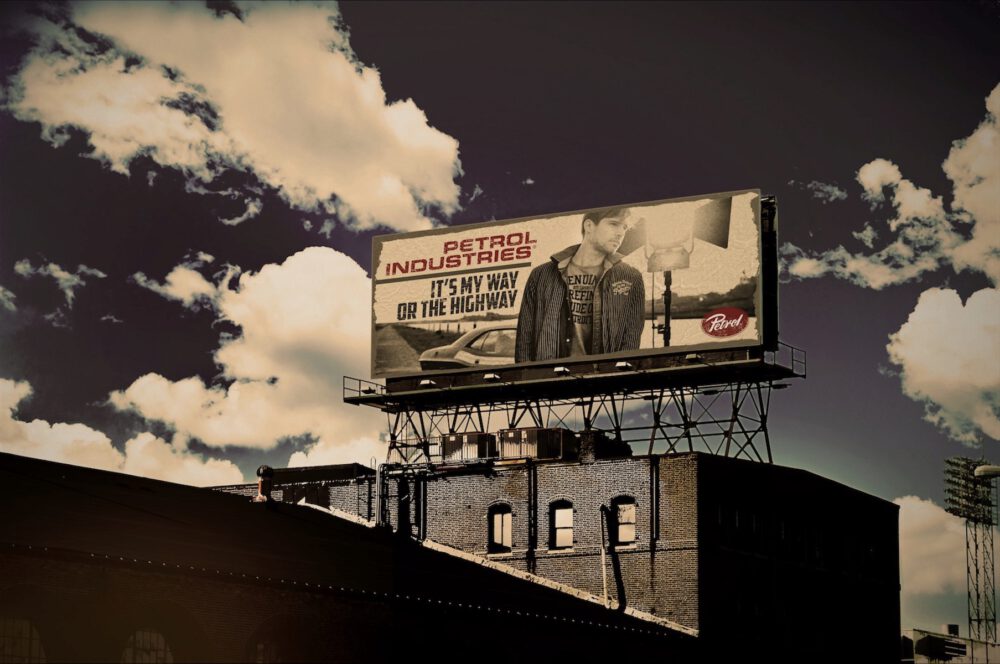 PETROL
INDUSTRIES
IT'S MY WAY
OR THE HIGHWAY
Petrol